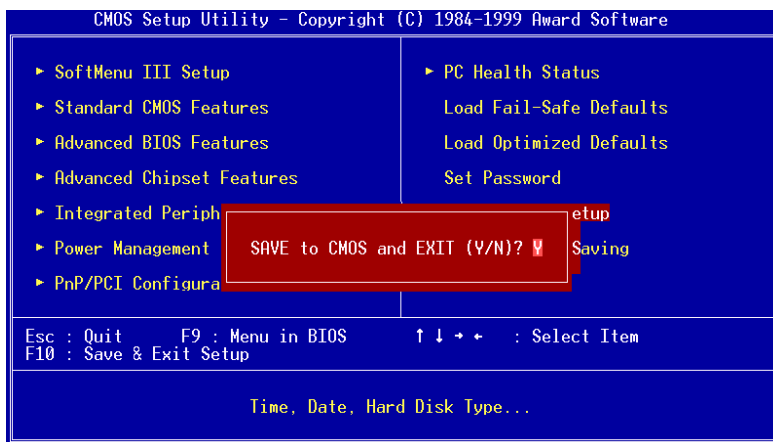 CMOS Setup Utility - Copyright (C) 1984-1999 Award Software
► SoftMenu III Setup
► Standard CMOS Features
► Advanced BIOS Features
► Advanced Chipset Features
► Integrated Periph
► Power Management
► PnP/PCI Configura
► PC Health Status
Load Fail-Safe Defaults
Load Optimized Defaults
Set Password
etup
Saving
SAVE to CMOS and EXIT (Y/N)? Y
Esc : Quit F9 : Menu in BIOS ↑ ↓ → ← : Select Item
F10 : Save & Exit Setup
Time, Date, Hard Disk Type...